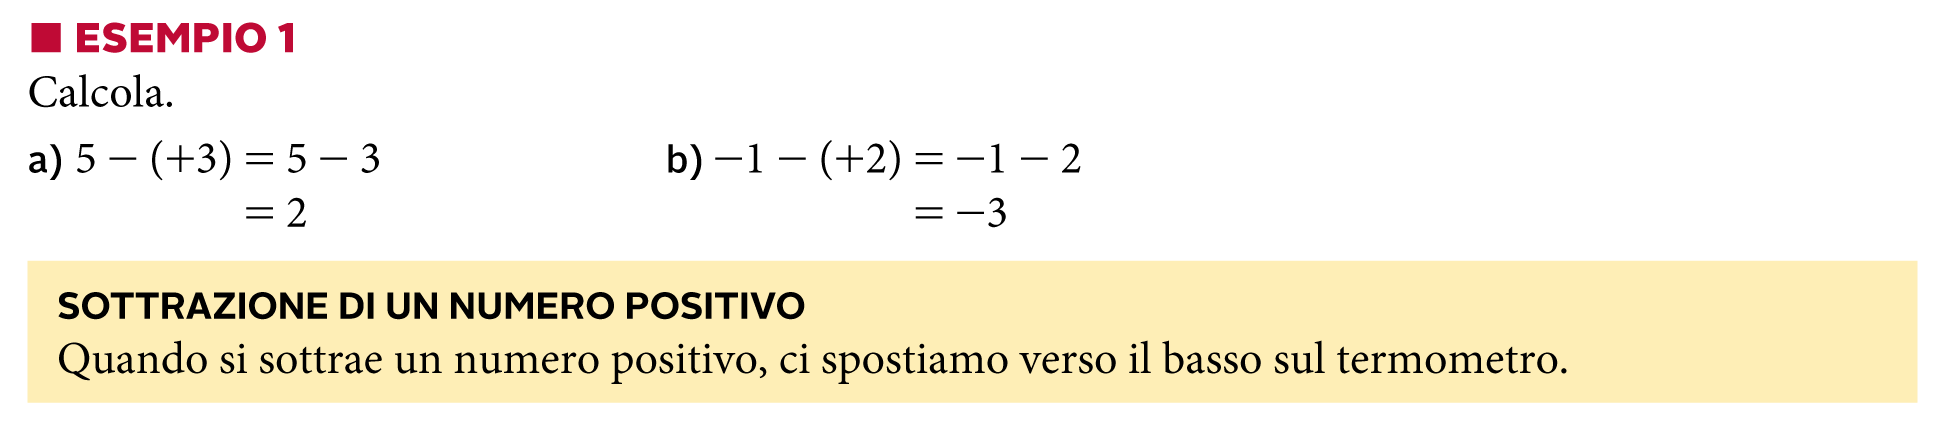 ESEMPIO 1
Calcola.
a) 5 − (+3) = 5 − 3
= 2
b) −1 − (+2) = −1 − 2
= −3
SOTTRAZIONE DI UN NUMERO POSITIVO
Quando si sottrae un numero positivo, ci spostiamo verso il basso sul termometro.